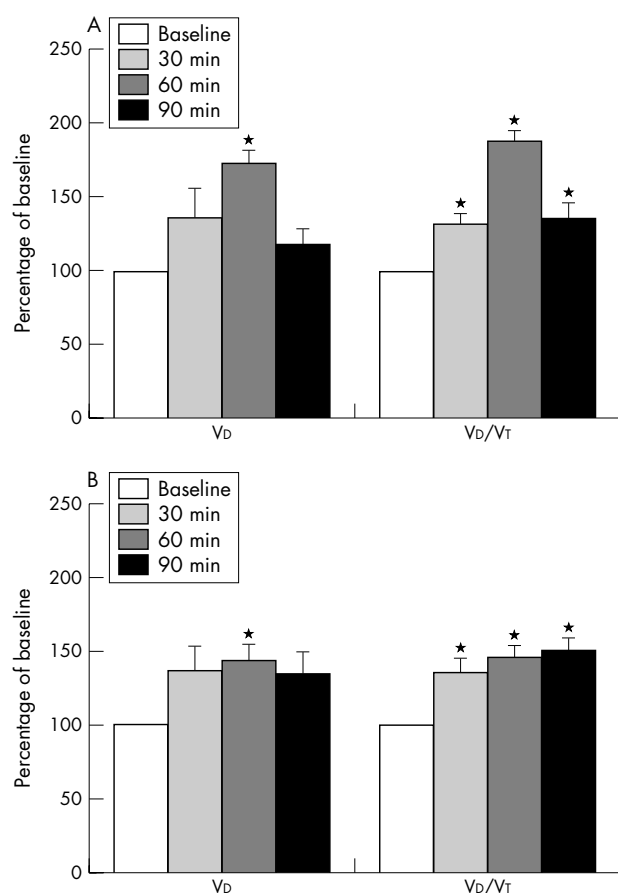 A
Baseline
30 min
60 min
90 min
250
200
150
100
50
0
Percentage of baseline
★
★
★
★
VD
VD/VT
B
Baseline
30 min
60 min
90 min
250
200
150
100
50
0
Percentage of baseline
★
★
★
★
VD
VD/VT